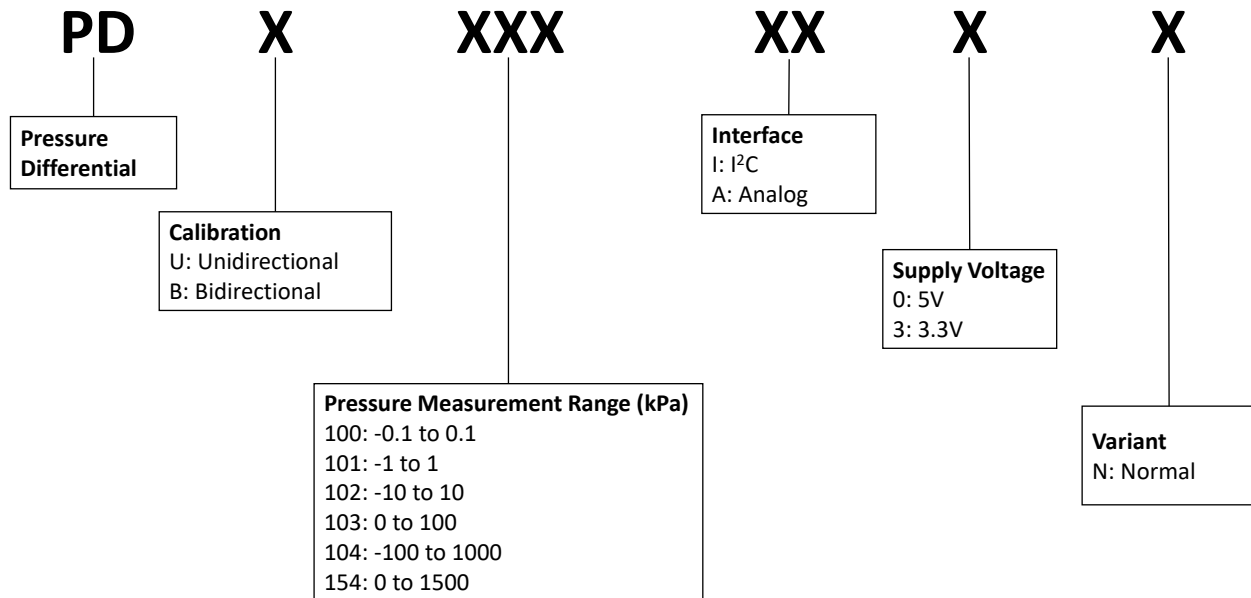 PD X XXX XX X X
Pressure
Differential
Interface
I: I²C
A: Analog
Calibration
U: Unidirectional
B: Bidirectional
Supply Voltage
0: 5V
3: 3.3V
Pressure Measurement Range (kPa)
100: -0.1 to 0.1
101: -1 to 1
102: -10 to 10
103: 0 to 100
104: -100 to 1000
154: 0 to 1500
Variant
N: Normal